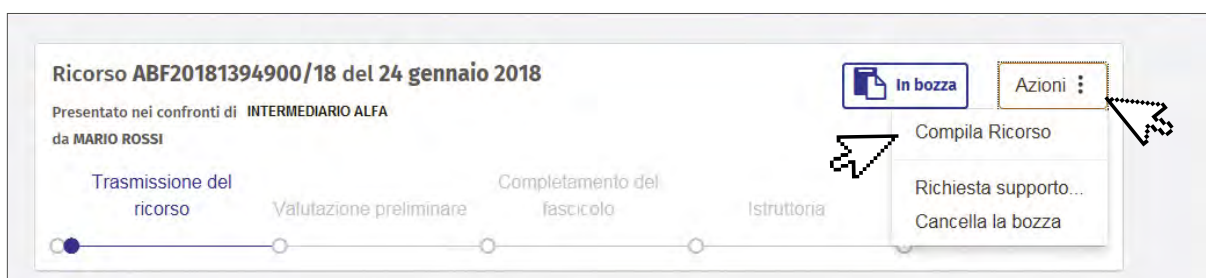 Ricorso ABF20181394900/18 del 24 gennaio 2018
In bozza
Azioni
Presentato nei confronti di INTERMEDIARIO ALFA
da MARIO ROSSI
Compila Ricorso
Richiesta supporto...
Cancella la bozza
Trasmissione del
ricorso
Valutazione preliminare
Completamento del
fascicolo
Istruttoria